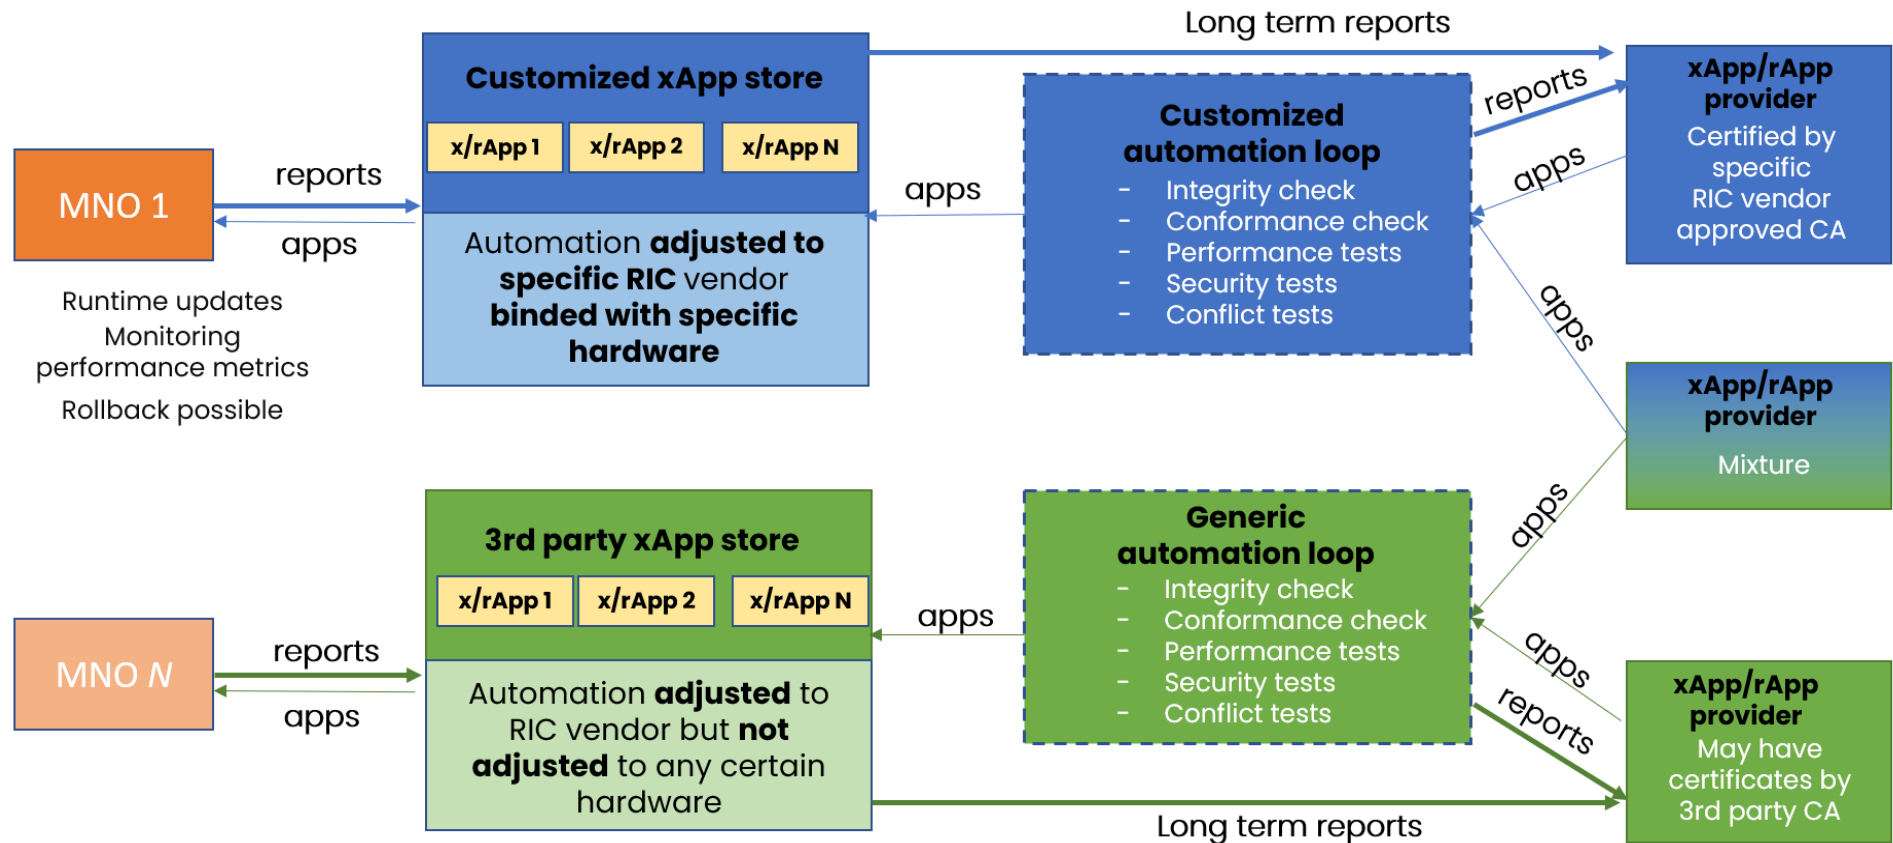 Long term reports
Customized xApp store
x/rApp 1
x/rApp 2
x/rApp N
Automation adjusted to
specific RIC vendor
binded with specific
hardware
MNO 1
reports
apps
Runtime updates
Monitoring
performance metrics
Rollback possible
apps
Customized
automation loop
- Integrity check
- Conformance check
- Performance tests
- Security tests
- Conflict tests
reports
apps
xApp/rApp
provider
Certified by
specific
RIC vendor
approved CA
apps
xApp/rApp
provider
Mixture
apps
3rd party xApp store
x/rApp 1
x/rApp 2
x/rApp N
Automation adjusted to
RIC vendor but not
adjusted to any certain
hardware
MNO N
reports
apps
apps
Generic
automation loop
- Integrity check
- Conformance check
- Performance tests
- Security tests
- Conflict tests
apps
reports
xApp/rApp
provider
May have
certificates by
3rd party CA
Long term reports